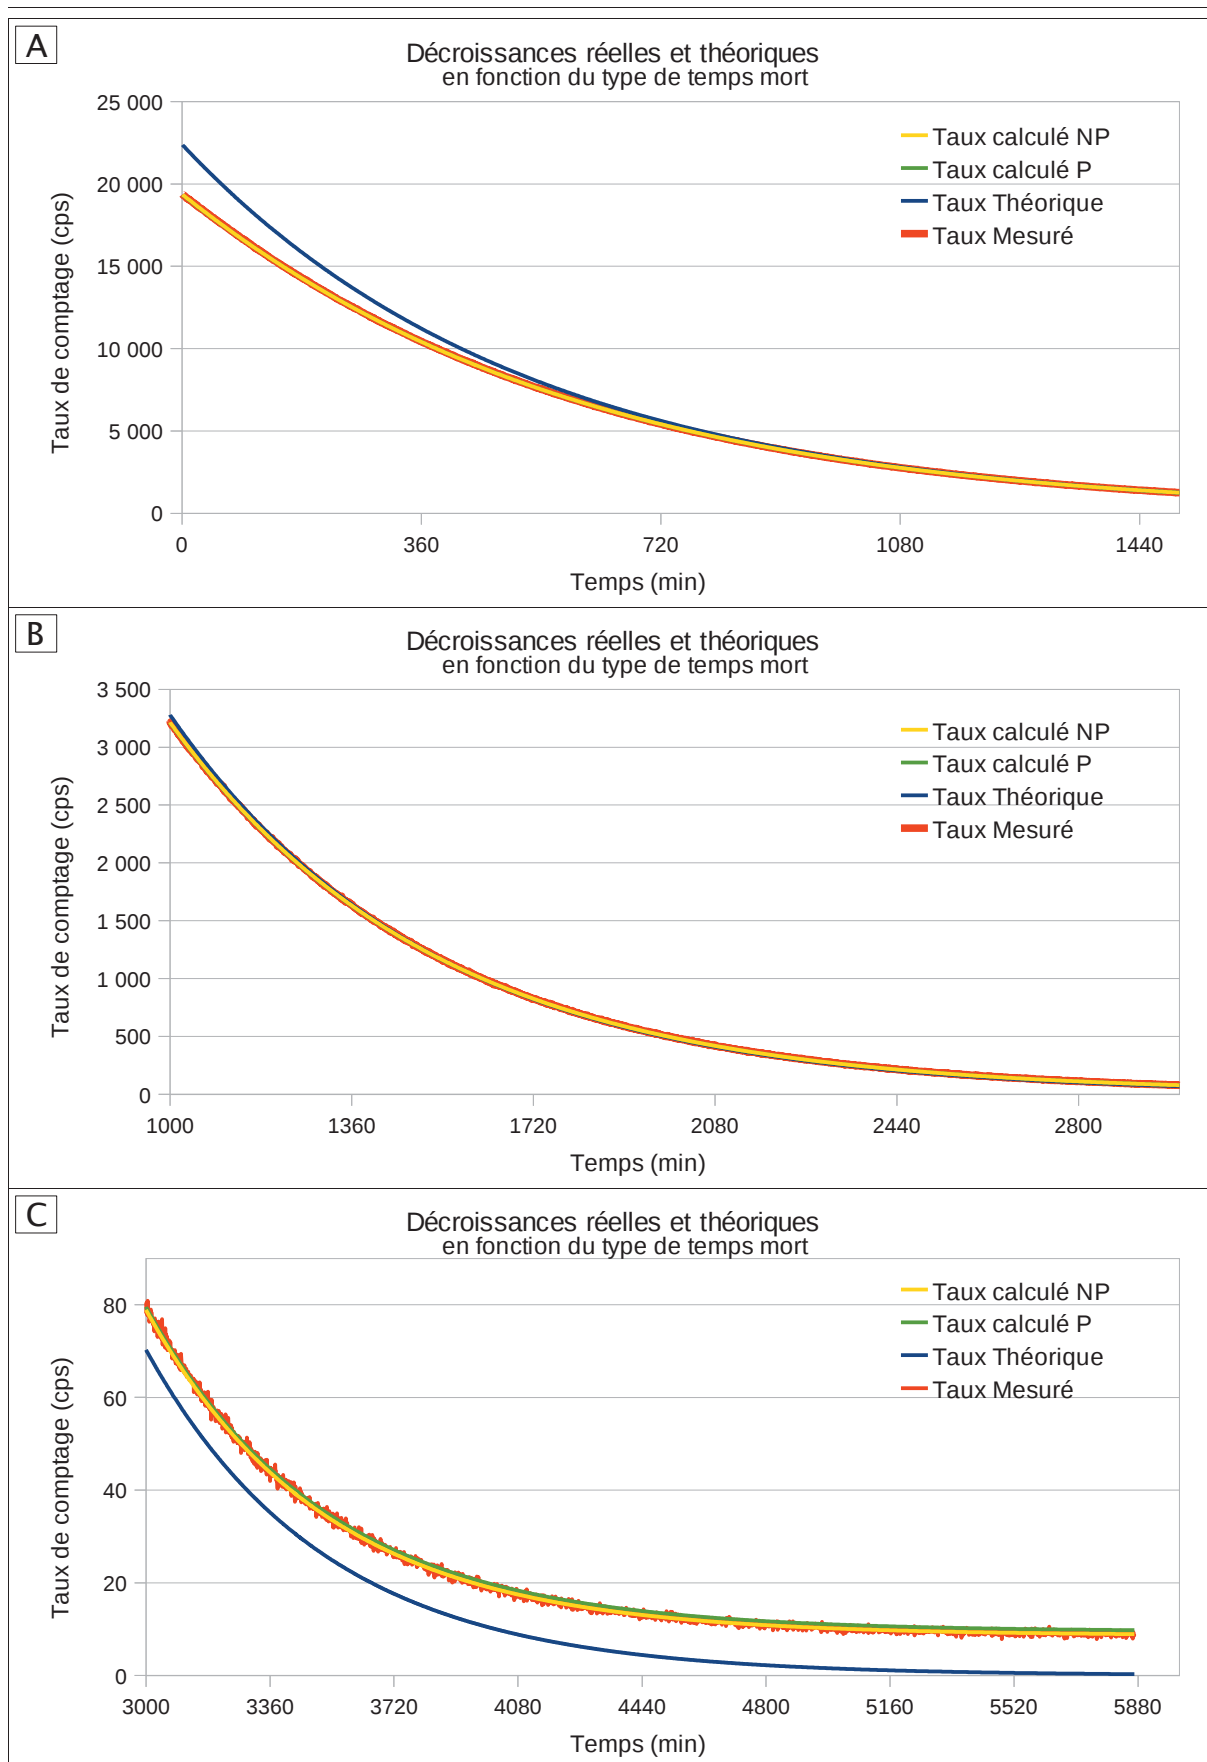 A
Décroissances réelles et théoriques
en fonction du type de temps mort
25 000
20 000
15 000
10 000
5 000
0
Taux de comptage (cps)
Taux calculé NP
Taux calculé P
Taux Théorique
Taux Mesuré
0 360 720 1080 1440
Temps (min)
B
Décroissances réelles et théoriques
en fonction du type de temps mort
3 500
3 000
2 500
2 000
1 500
1 000
500
0
Taux de comptage (cps)
Taux calculé NP
Taux calculé P
Taux Théorique
Taux Mesuré
1000 1360 1720 2080 2440 2800
Temps (min)
C
Décroissances réelles et théoriques
en fonction du type de temps mort
80
60
40
20
0
Taux de comptage (cps)
Taux calculé NP
Taux calculé P
Taux Théorique
Taux Mesuré
3000 3360 3720 4080 4440 4800 5160 5520 5880
Temps (min)